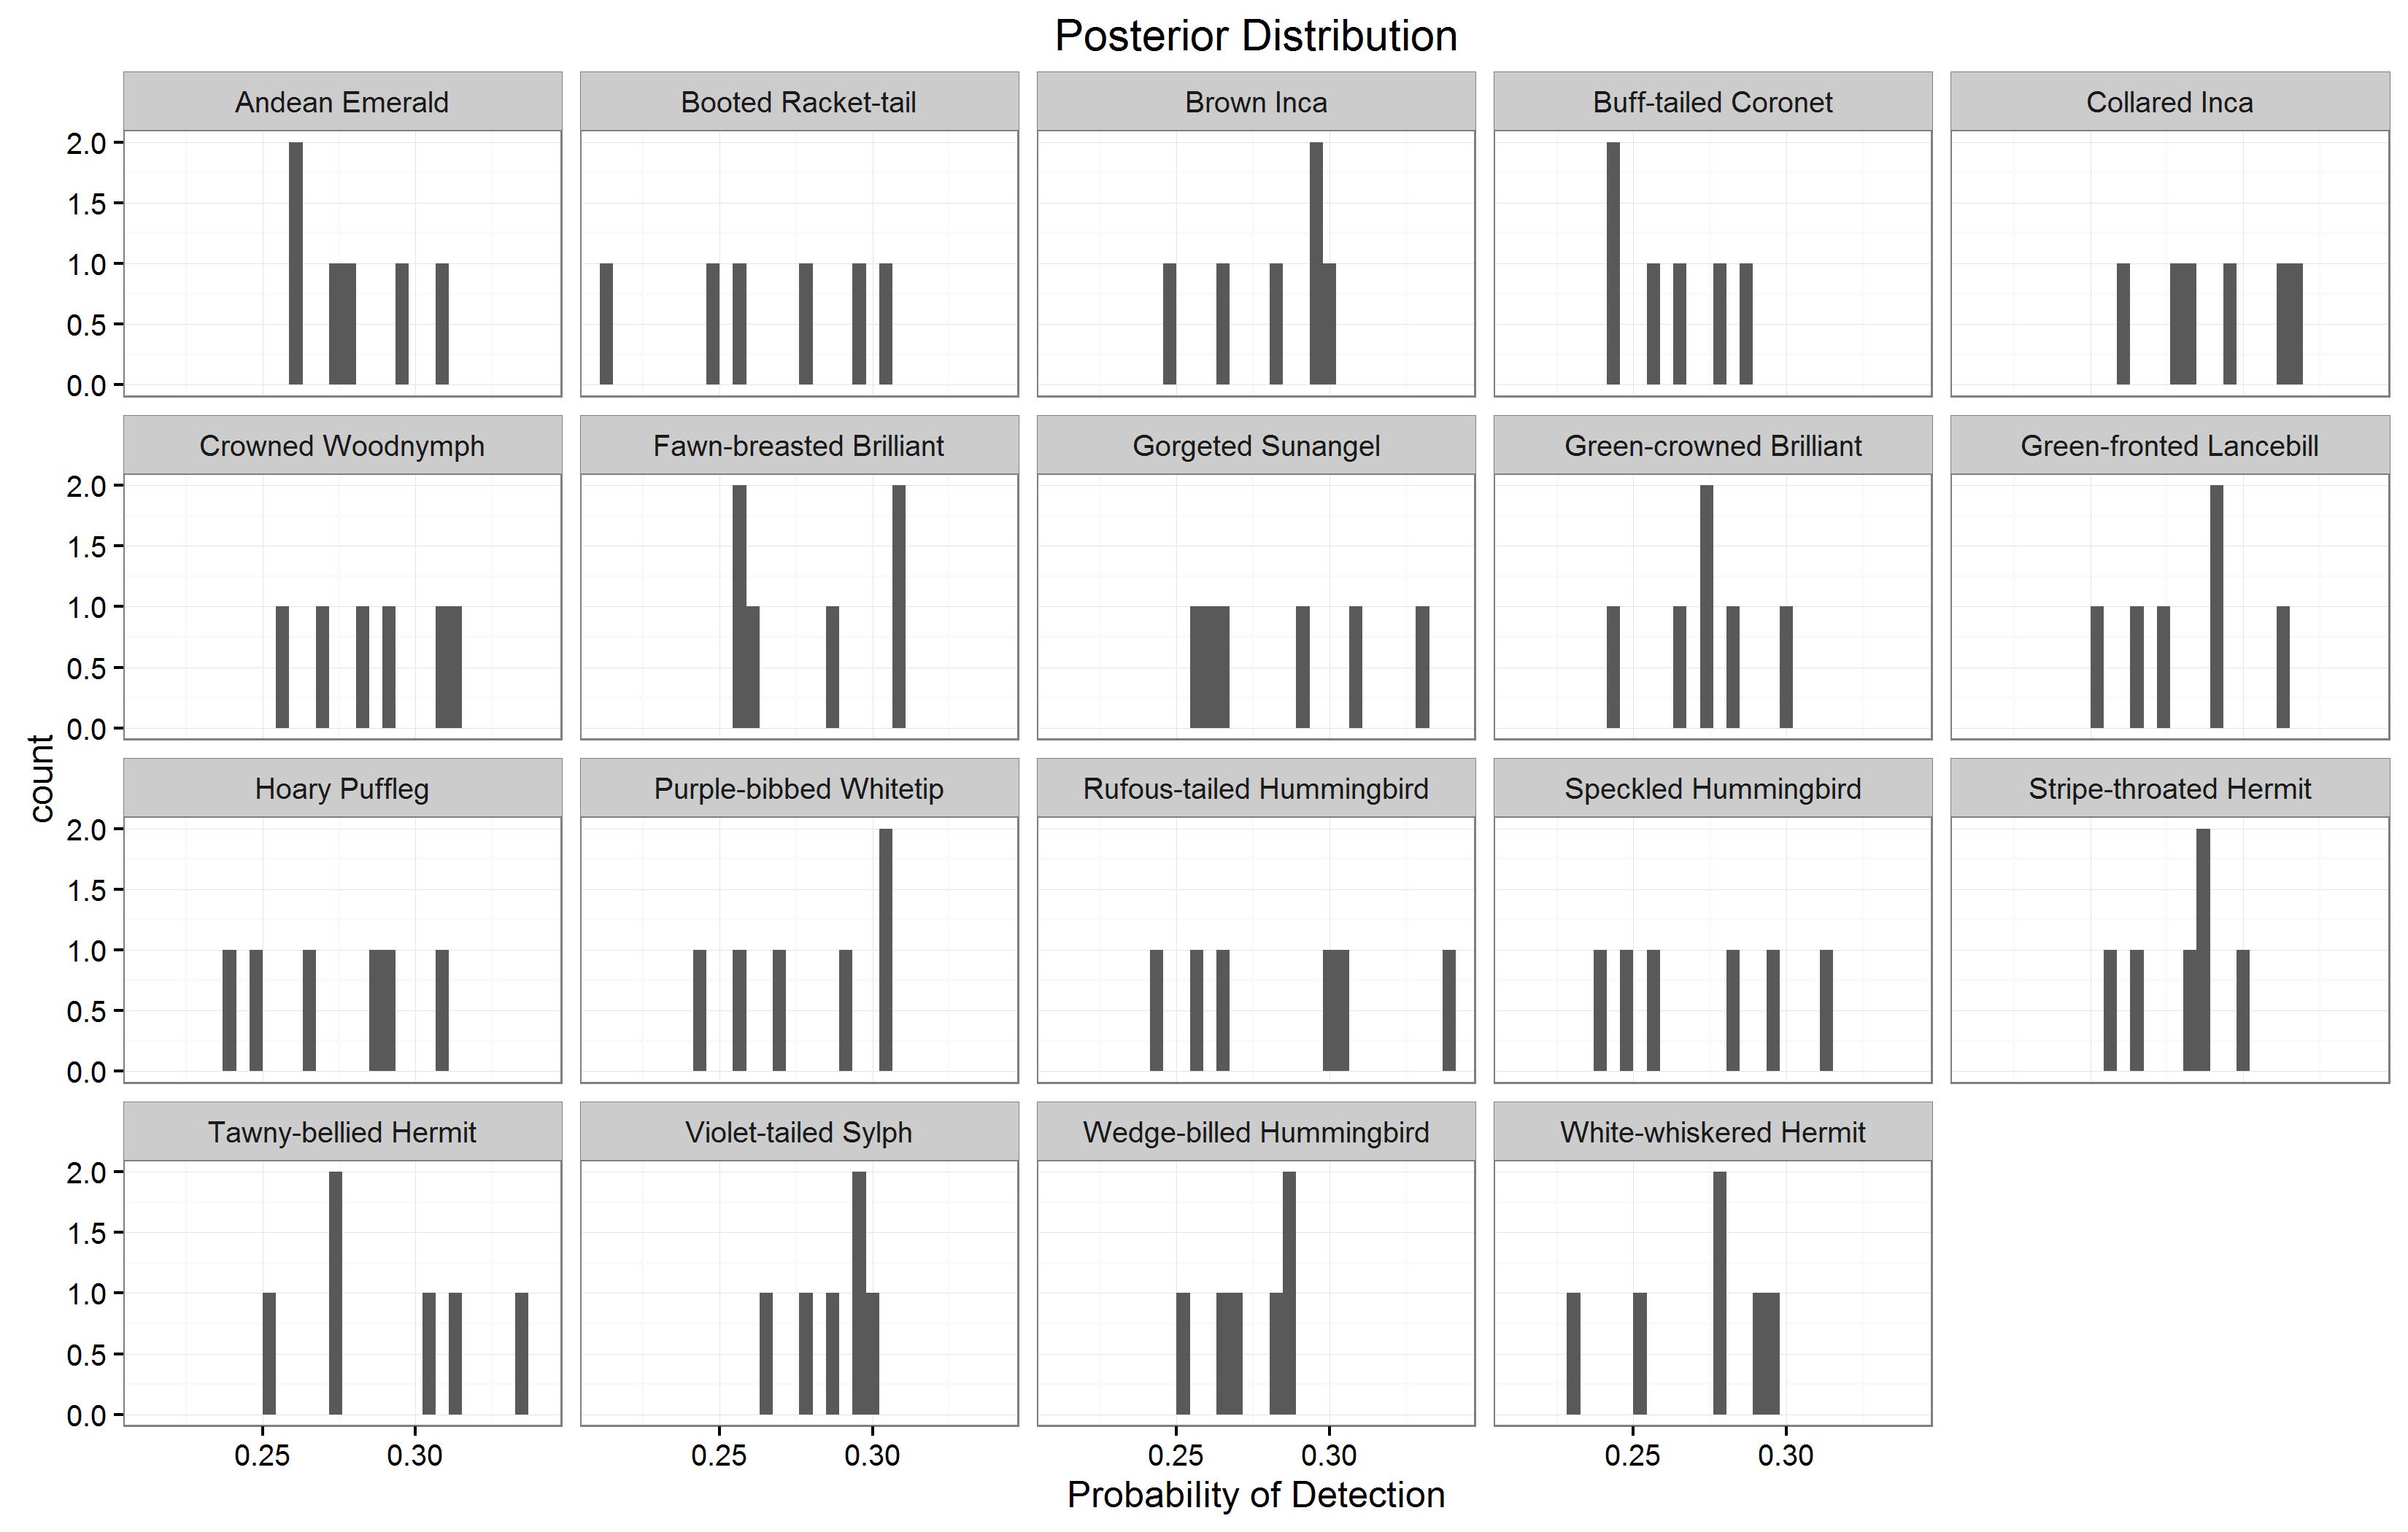 Posterior Distribution
Andean Emerald
Booted Racket-tail
Brown Inca
Buff-tailed Coronet
Collared Inca
2.0
1.5
1.0
0.5
0.0
Crowned Woodnymph
Fawn-breasted Brilliant
Gorgeted Sunangel
Green-crowned Brilliant
Green-fronted Lancebill
2.0
1.5
1.0
0.5
0.0
count
Hoary Puffleg
Purple-bibbed Whitetip
Rufous-tailed Hummingbird
Speckled Hummingbird
Stripe-throated Hermit
2.0
1.5
1.0
0.5
0.0
Tawny-bellied Hermit
Violet-tailed Sylph
Wedge-billed Hummingbird
White-whiskered Hermit
2.0
1.5
1.0
0.5
0.0
0.25 0.30
0.25 0.30
0.25 0.30
0.25 0.30
Probability of Detection